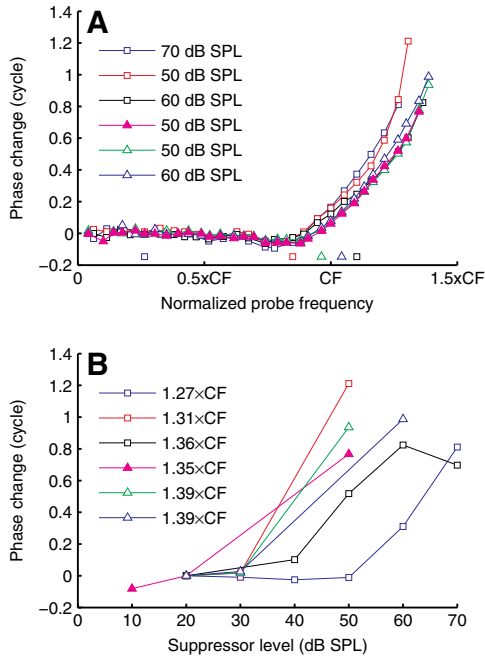 A
1.4
1.2
1
0.8
0.6
0.4
0.2
0
−0.2
Phase change (cycle)
70 dB SPL
50 dB SPL
60 dB SPL
50 dB SPL
50 dB SPL
60 dB SPL
0 0.5xCF CF 1.5xCF
Normalized probe frequency
B
1.4
1.2
1
0.8
0.6
0.4
0.2
0
−0.2
Phase change (cycle)
1.27×CF
1.31×CF
1.36×CF
1.35×CF
1.39×CF
1.39×CF
0 10 20 30 40 50 60 70
Suppressor level (dB SPL)